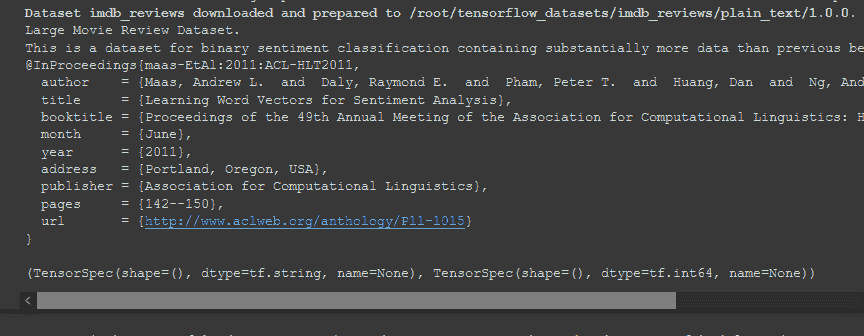 Dataset imdb_reviews downloaded and prepared to /root/tensorflow_datasets/imdb_reviews/plain_text/1.0.0.
Large Movie Review Dataset.
This is a dataset for binary sentiment classification containing substantially more data than previous be
@InProceedings{maas-EtAl:2011:ACL-HLT2011,
  author    = {Maas, Andrew L.  and  Daly, Raymond E.  and  Pham, Peter T.  and  Huang, Dan  and  Ng, And
  title     = {Learning Word Vectors for Sentiment Analysis},
  booktitle = {Proceedings of the 49th Annual Meeting of the Association for Computational Linguistics: H
  month     = {June},
  year      = {2011},
  address   = {Portland, Oregon, USA},
  publisher = {Association for Computational Linguistics},
  pages     = {142--150},
  url       = {http://www.aclweb.org/anthology/P11-1015}
}
(TensorSpec(shape=(), dtype=tf.string, name=None), TensorSpec(shape=(), dtype=tf.int64, name=None))